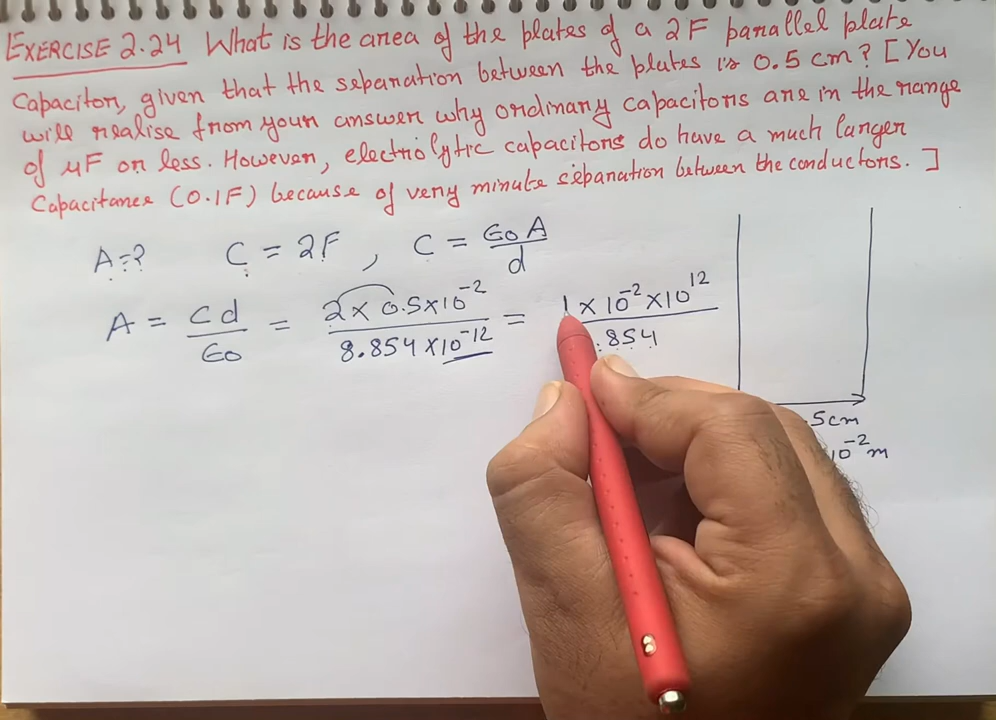 EXERCISE 2.24 What is the area of the plates of a 2F parallel plate
Capacitor, given that the separation between the plates is 0.5 cm? [You
will realise from your answer why ordinary capacitors are in the range
of μF or less. However, electrolytic capacitors do have a much larger
Capacitance (0.1F) because of very minute separation between the conductors.]
A=? C = 2F, C = ϵ0 A / d
A = Cd / ϵ0 = 2 × 0.5×10⁻² / 8.854 ×10⁻¹² = 1 × 10⁻² ×10¹² / .854
.5cm
10⁻² m